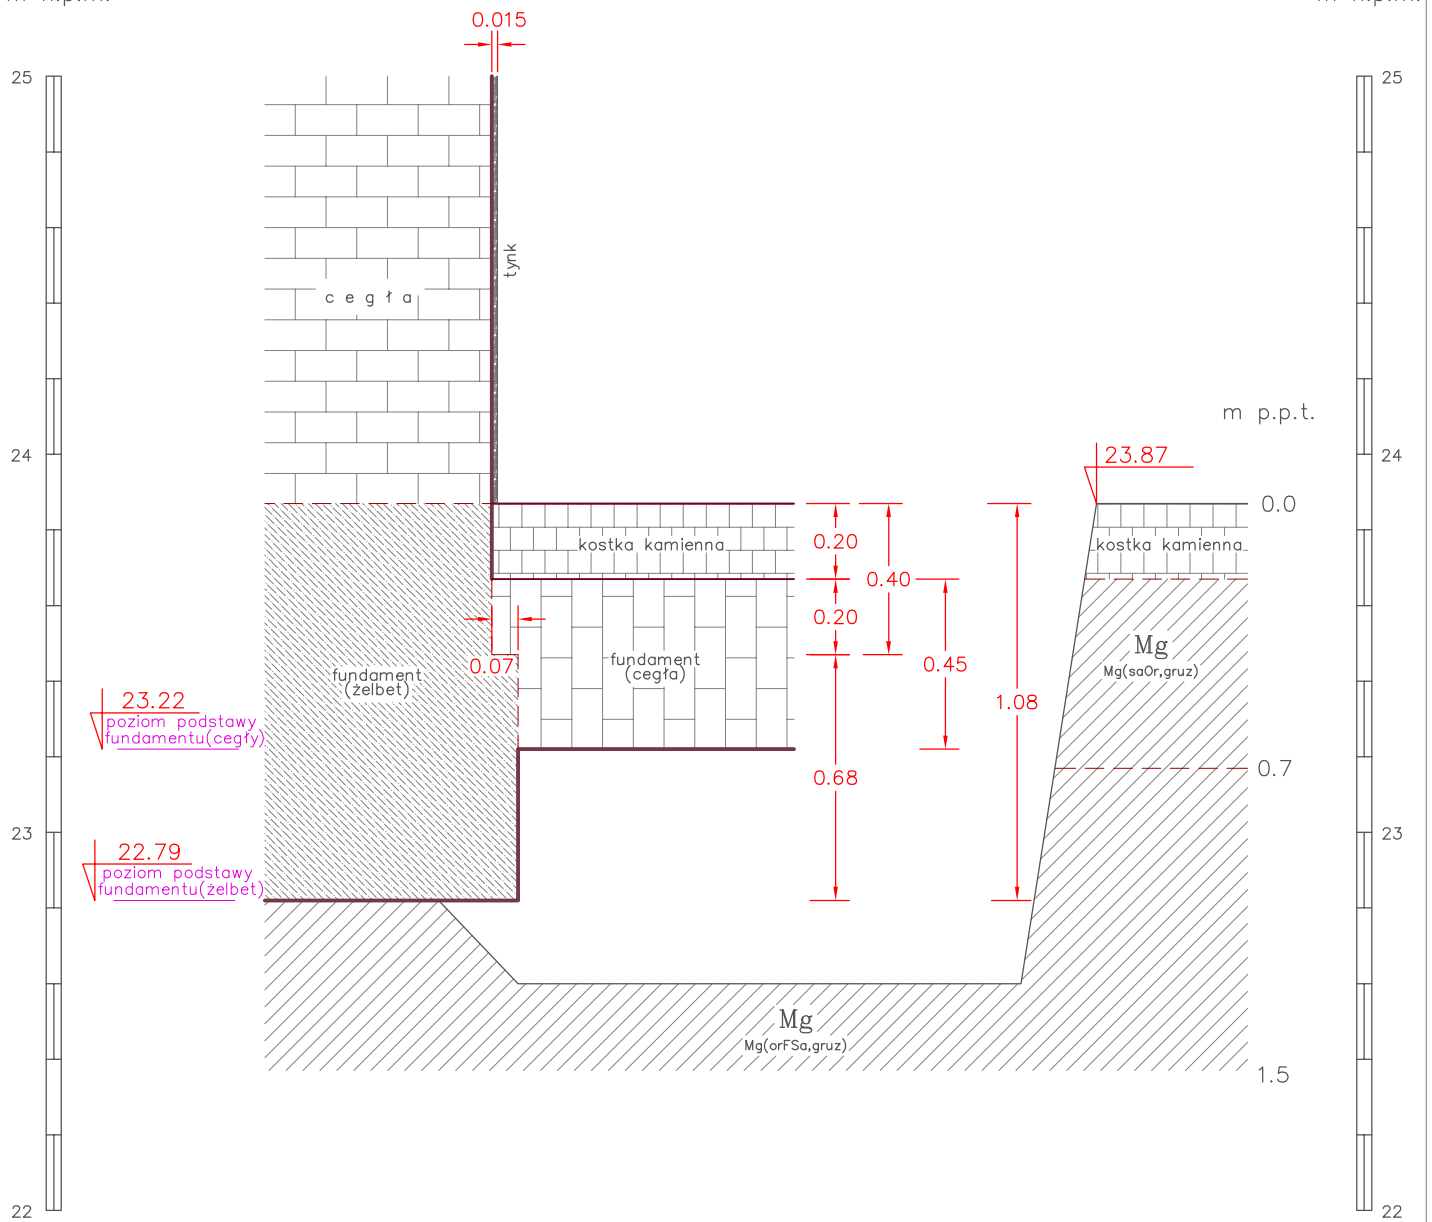 0.015
25
25
tynk
cegła
m p.p.t.
24
23.87
24
0.0
kostka kamienna
0.20
kostka kamienna
0.40
0.20
Mg
Mg(saOr,gruz)
0.07
fundament
(żelbet)
fundament
(cegła)
0.45
1.08
23.22
poziom podstawy
fundamentu(cegły)
0.7
0.68
23
23
22.79
poziom podstawy
fundamentu(żelbet)
Mg
Mg(orFSa,gruz)
1.5
22
22